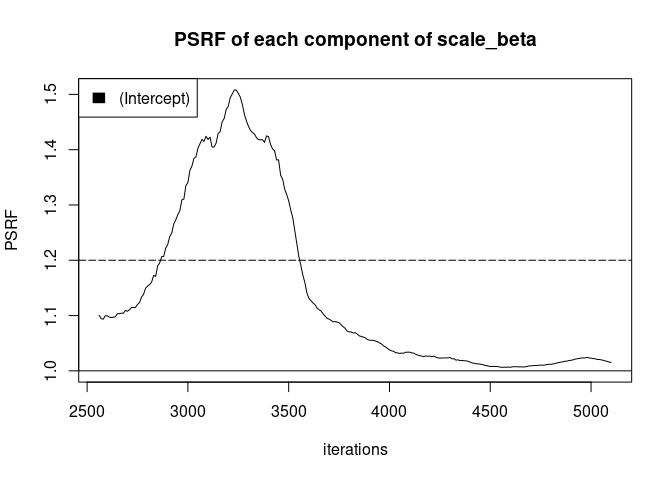 PSRF of each component of scale_beta
(Intercept)
PSRF
1.5
1.4
1.3
1.2
1.1
1.0
2500 3000 3500 4000 4500 5000
iterations